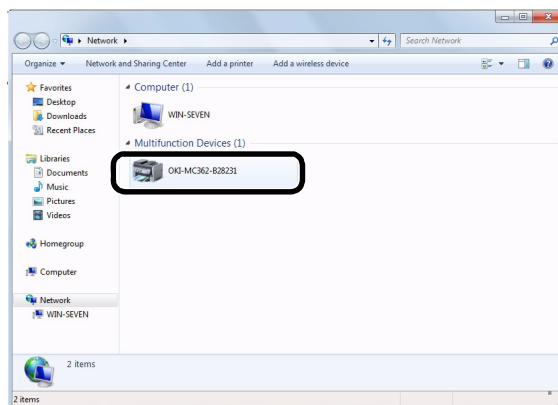 Network
Search Network
Organize Network and Sharing Center Add a printer Add a wireless device
Favorites
Desktop
Downloads
Recent Places
Libraries
Documents
Music
Pictures
Videos
Homegroup
Computer
Network
WIN-SEVEN
Computer (1)
WIN-SEVEN
Multifunction Devices (1)
OKI-MC362-B28231
2 items
2 items